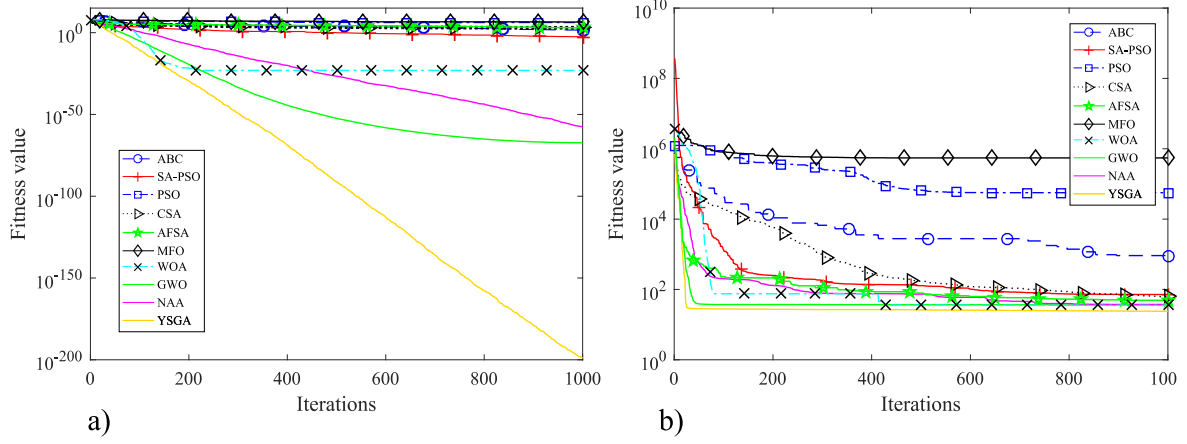 10^0
10^-50
10^-100
10^-150
10^-200
Fitness value
0
200
400
600
800
1000
Iterations
ABC
SA-PSO
PSO
CSA
AFSA
MFO
WOA
GWO
NAA
YSGA
a)
10^10
10^8
10^6
10^4
10^2
10^0
Fitness value
0
200
400
600
800
100
Iterations
ABC
SA-PSO
PSO
CSA
AFSA
MFO
WOA
GWO
NAA
YSGA
b)